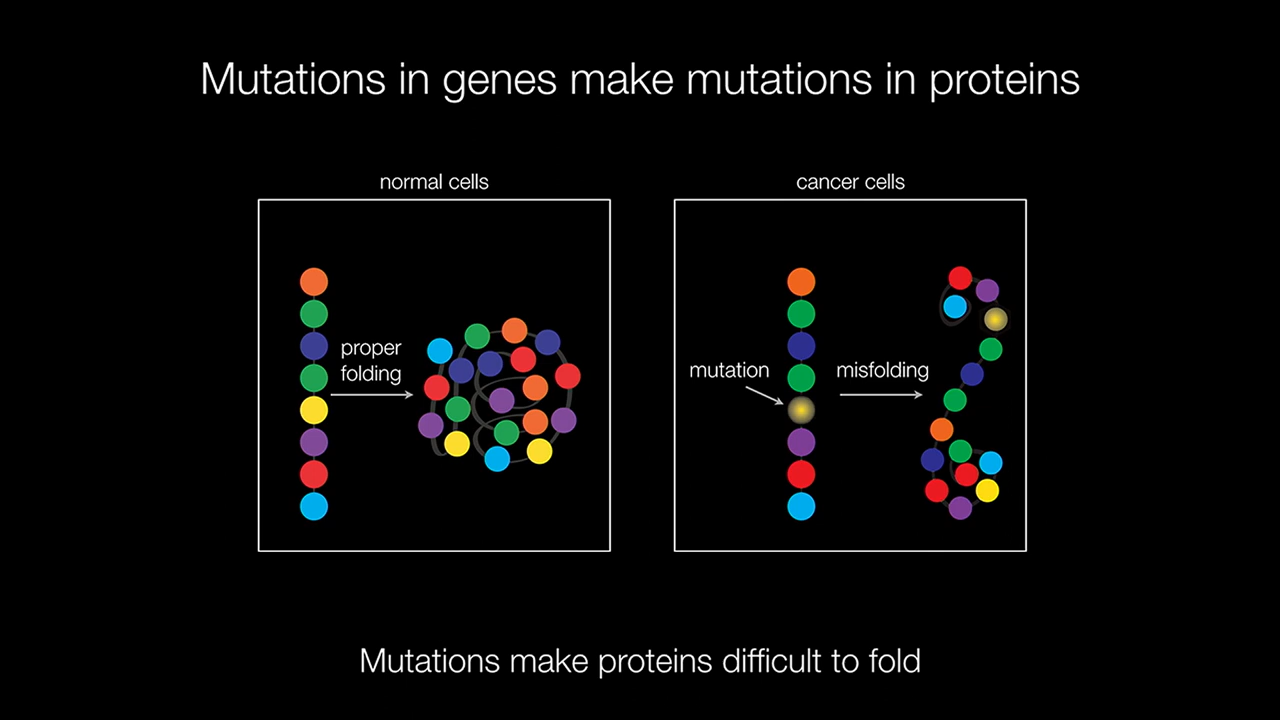 Mutations in genes make mutations in proteins
normal cells
proper
folding
cancer cells
mutation
misfolding
Mutations make proteins difficult to fold